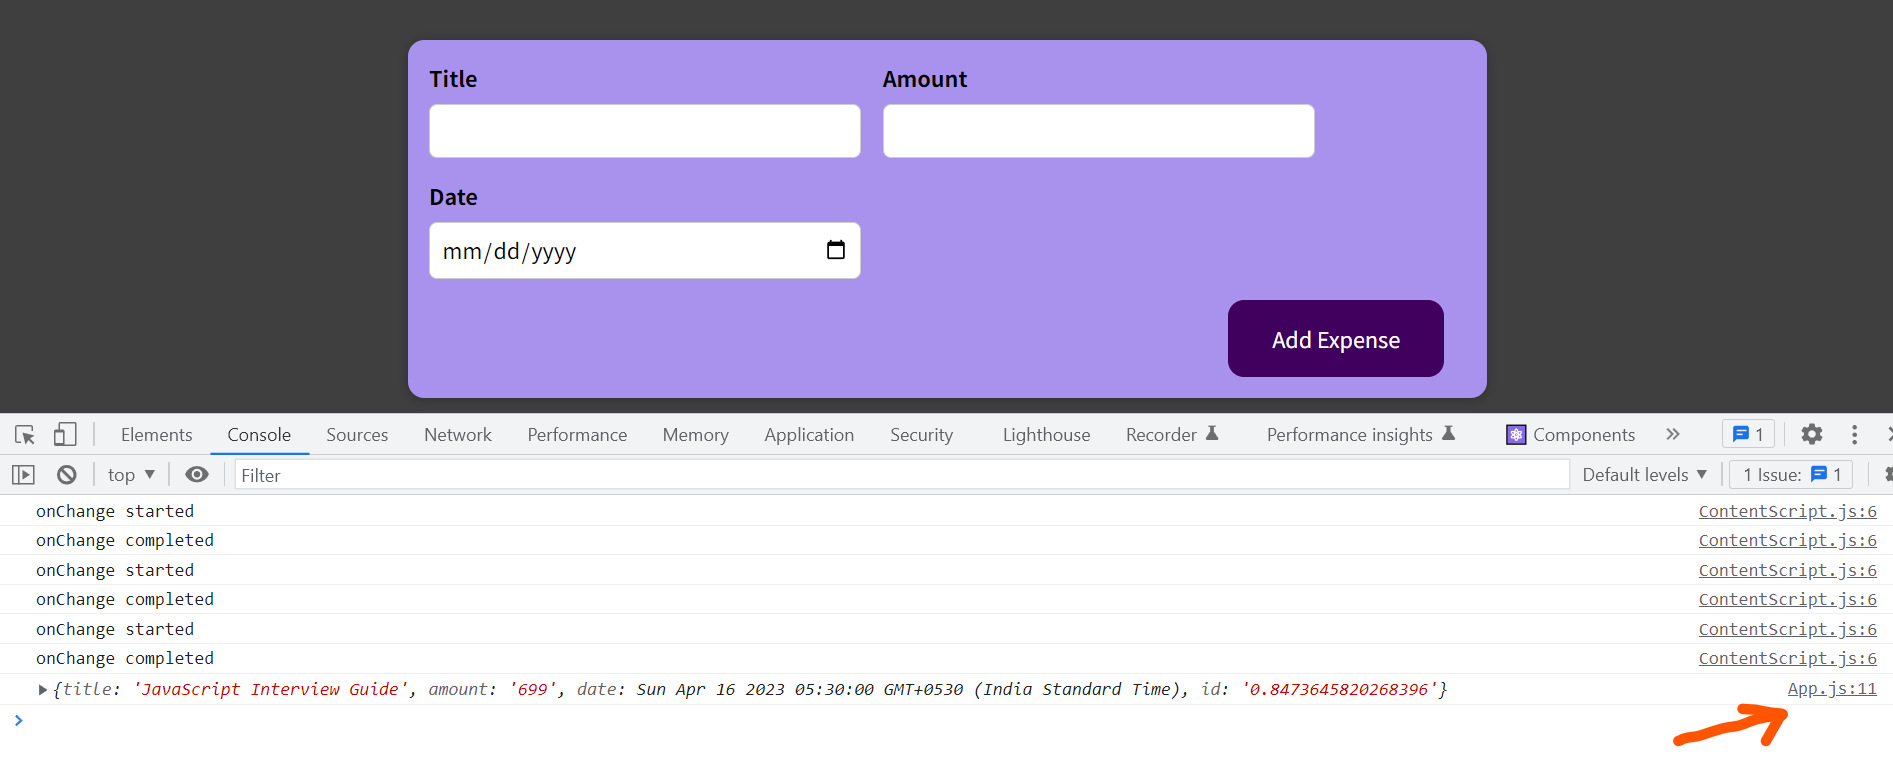 Title Amount
Date
mm/dd/yyyy
Add Expense
Elements Console Sources Network Performance Memory Application Security Lighthouse Recorder Performance insights Components 1
top Filter Default levels 1 Issue: 1
onChange started ContentScript.js:6
onChange completed ContentScript.js:6
onChange started ContentScript.js:6
onChange completed ContentScript.js:6
onChange started ContentScript.js:6
onChange completed ContentScript.js:6
{title: 'JavaScript Interview Guide', amount: '699', date: Sun Apr 16 2023 05:30:00 GMT+0530 (India Standard Time), id: '0.8473645820268396'} App.js:11